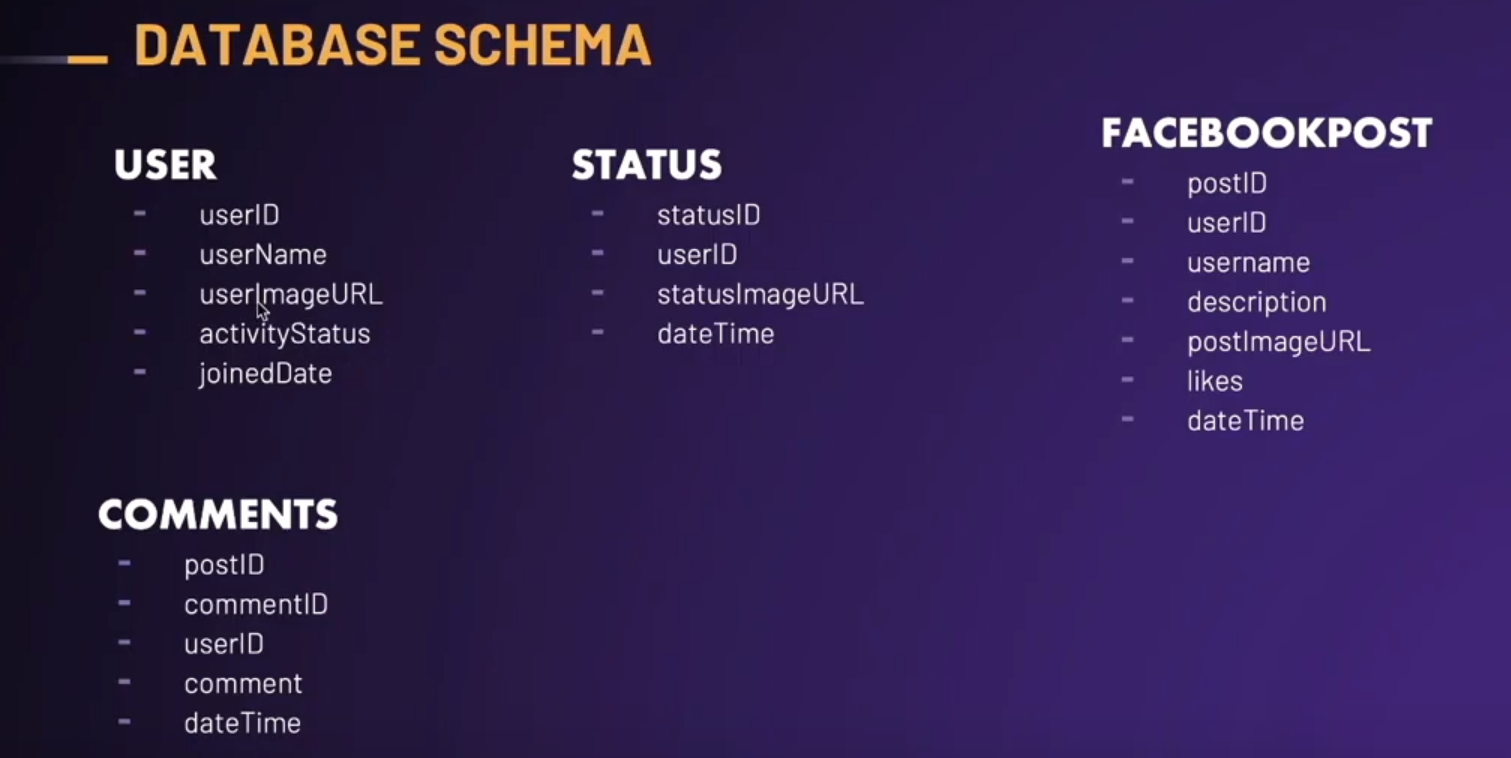 DATABASE SCHEMA
USER
- userID
- userName
- userImageURL
- activityStatus
- joinedDate
STATUS
- statusID
- userID
- statusImageURL
- dateTime
FACEBOOKPOST
- postID
- userID
- username
- description
- postImageURL
- likes
- dateTime
COMMENTS
- postID
- commentID
- userID
- comment
- dateTime